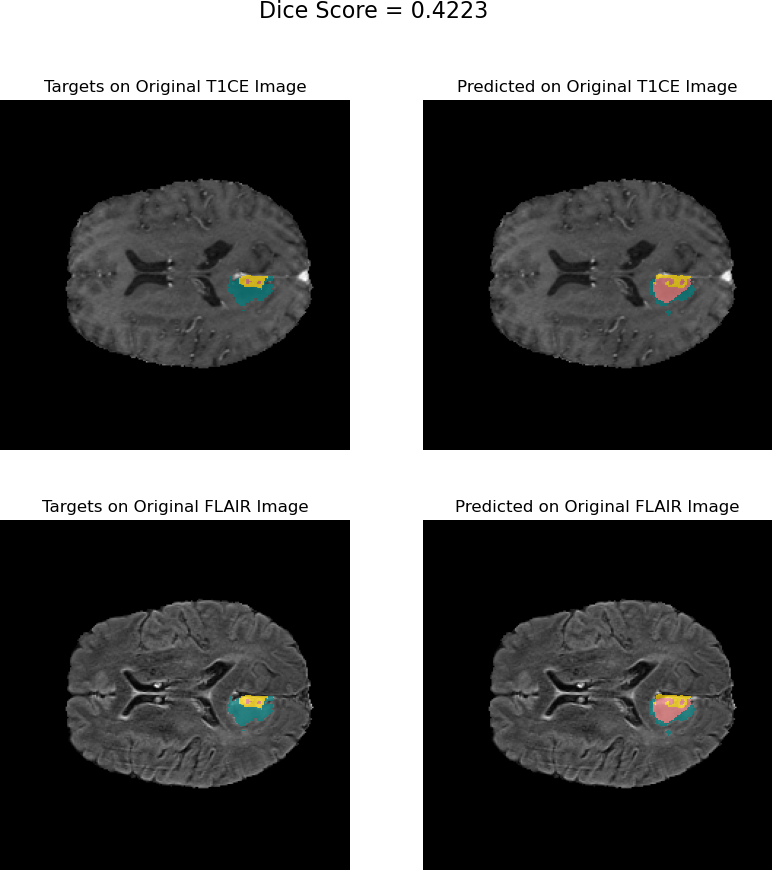 Dice Score = 0.4223
Targets on Original T1CE Image
Predicted on Original T1CE Image
Targets on Original FLAIR Image
Predicted on Original FLAIR Image